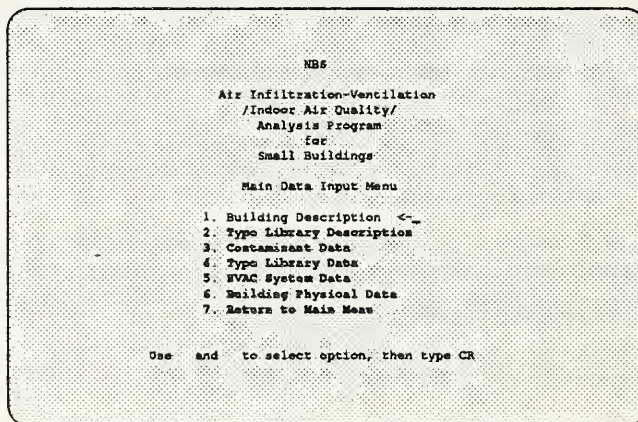 NBS
Air Infiltration-Ventilation
/Indoor Air Quality/
Analysis Program
for
Small Buildings
Main Data Input Menu
1. Building Description <-_
2. Type Library Description
3. Contaminant Data
4. Type Library Data
5. HVAC System Data
6. Building Physical Data
7. Return to Main Menu
Use and to select option, then type CR